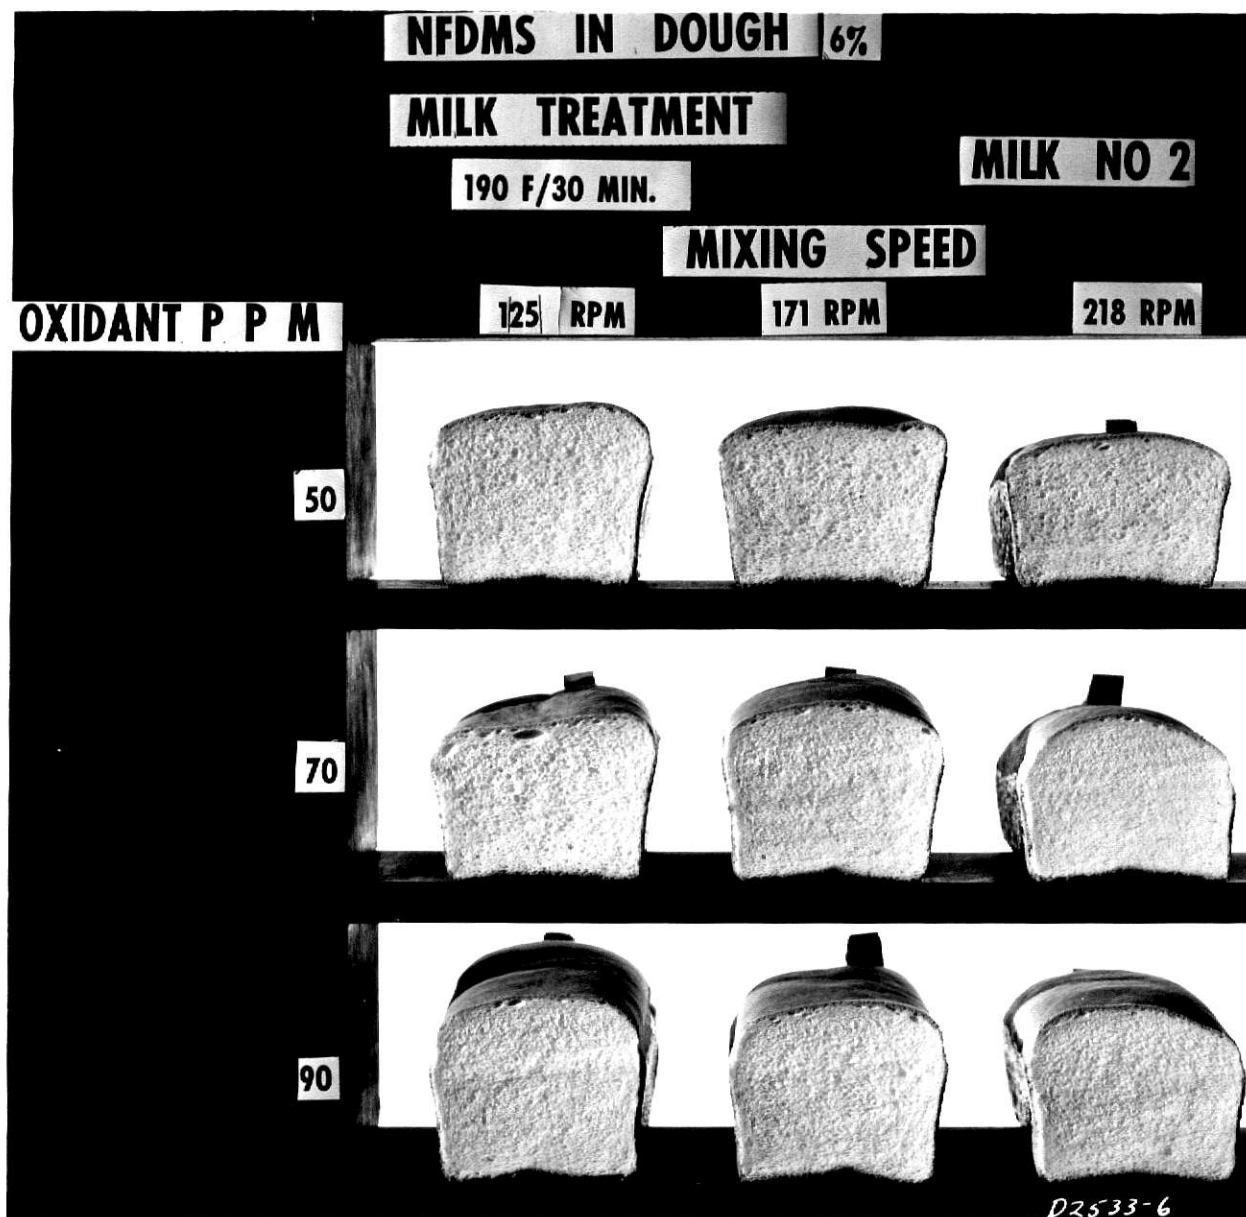 NFDMS IN DOUGH 6%
MILK TREATMENT
MILK NO 2
190 F/30 MIN.
MIXING SPEED
OXIDANT P P M
125 RPM 171 RPM 218 RPM
50
70
90
D2533-6